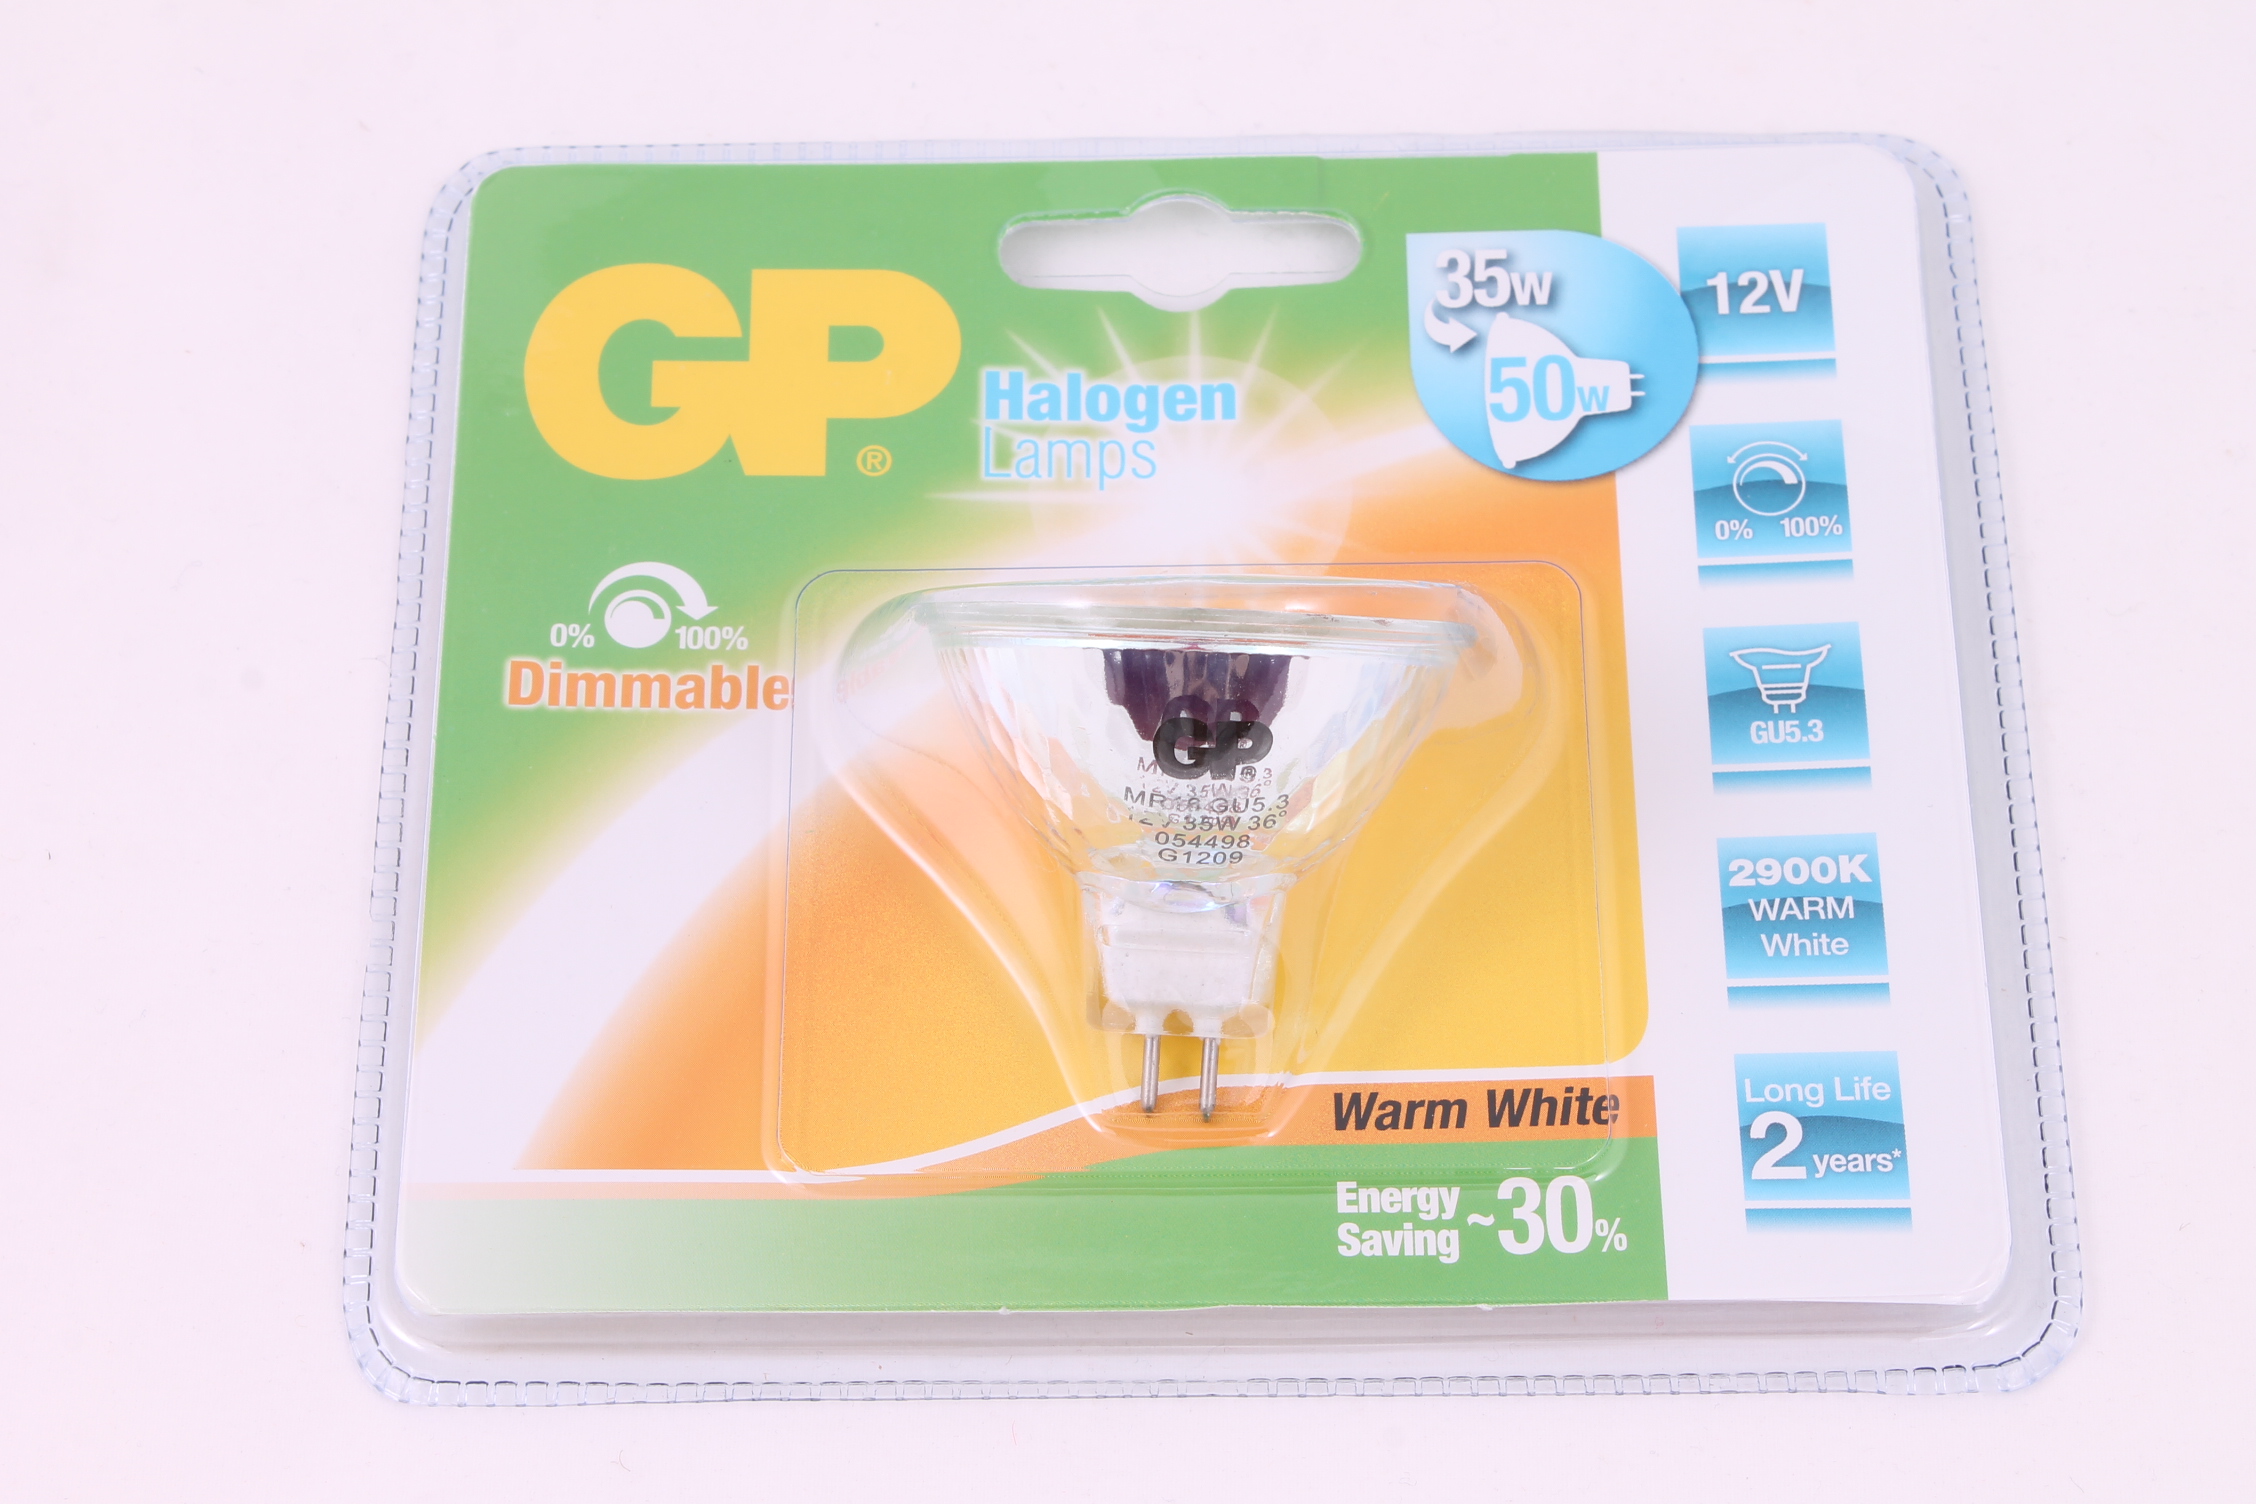 GP®
Halogen
Lamps
35W
50W
12V
0% 100%
GU5.3
2900K
WARM
White
Long Life
2 years*
0% 100%
Dimmable
GP
MR16 GU5.3
12V 35W 36°
054498
G1209
Warm White
Energy
Saving ~30%